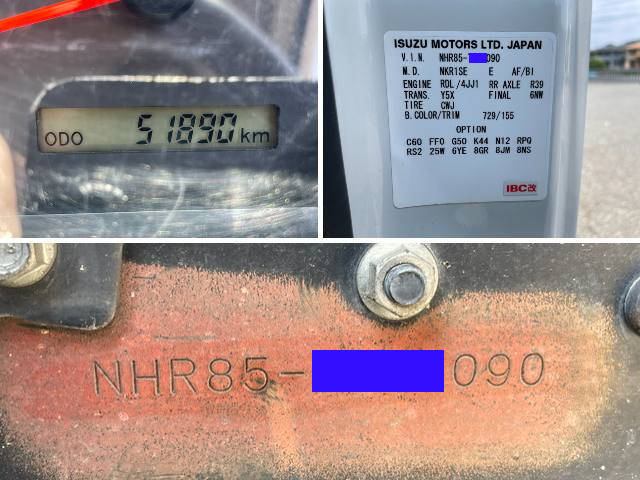 ODO 51890 km
ISUZU MOTORS LTD. JAPAN
V.I.N. NHR85- 090
M.D. NKR1SE E AF/BI
ENGINE RDL/4JJ1 RR AXLE R39
TRANS. Y5X FINAL 6NW
TIRE CWJ
B.COLOR/TRIM 729/155
OPTION
C60 FF0 G50 K44 N12 RPQ
RS2 25W 6YE 8GR 8JM 8NS
IBC改
NHR85- 090